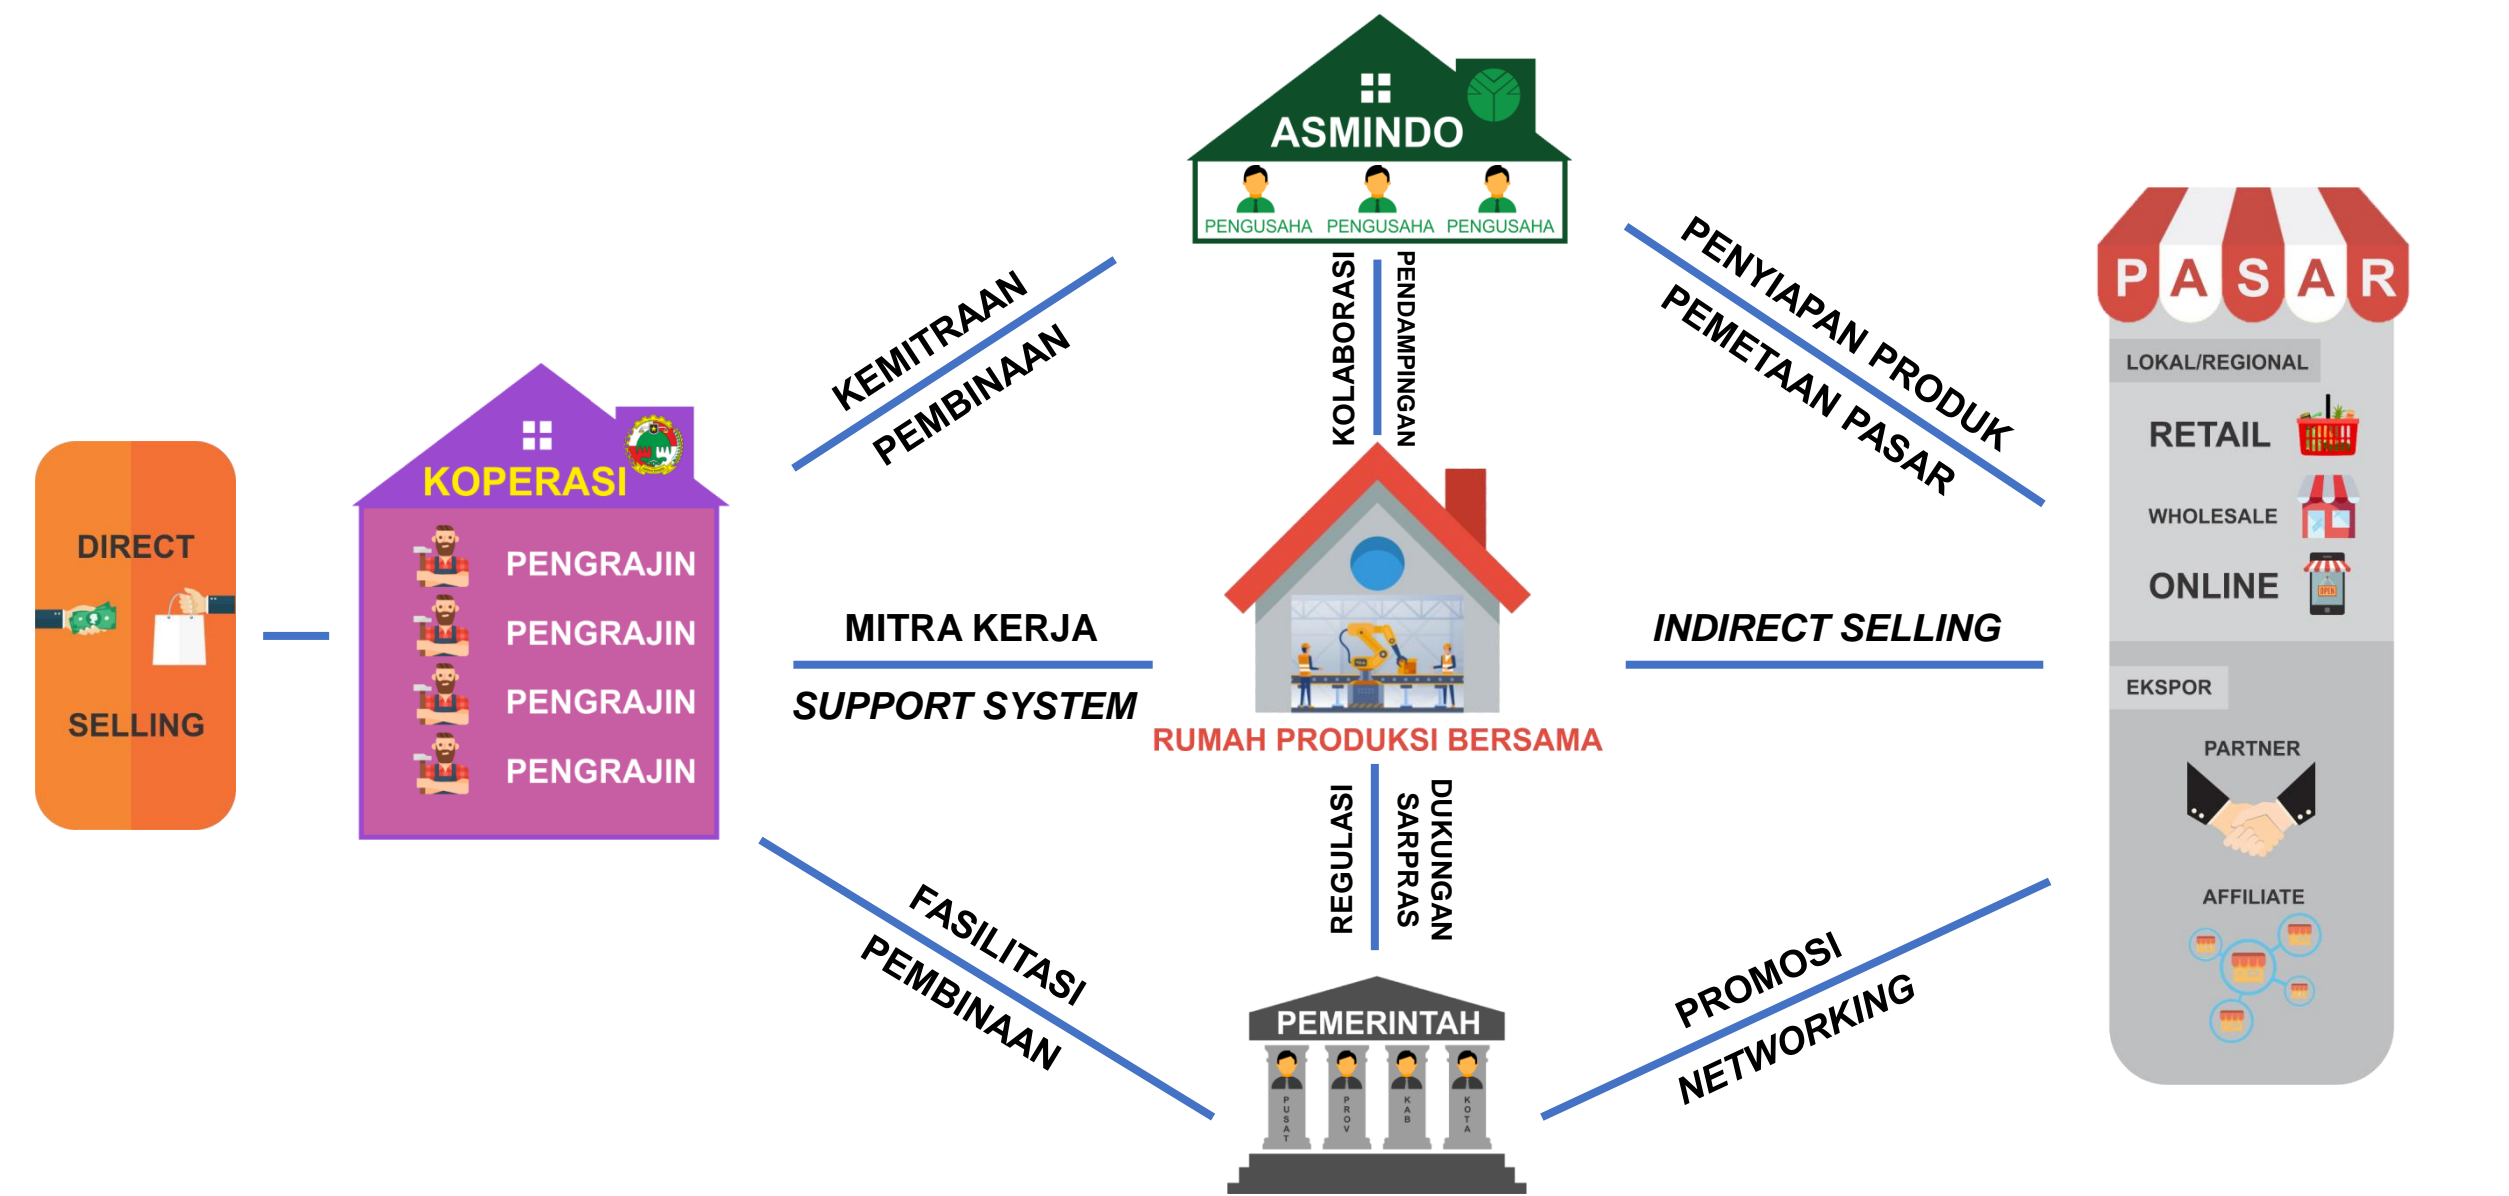 ASMINDO
PENGUSAHA PENGUSAHA PENGUSAHA
KEMITRAAN
PEMBINAAN
KOLABORASI
PENDAMPINGAN
PENYIAPAN PRODUK
PEMETAAN PASAR
DIRECT
SELLING
KOPERASI
PENGRAJIN
PENGRAJIN
PENGRAJIN
PENGRAJIN
MITRA KERJA
SUPPORT SYSTEM
RUMAH PRODUKSI BERSAMA
INDIRECT SELLING
REGULASI
DUKUNGAN
SARPRAS
FASILITASI
PEMBINAAN
PEMERINTAH
PUSAT
PROV
KAB
KOTA
PROMOSI
NETWORKING
PASAR
LOKAL/REGIONAL
RETAIL
WHOLESALE
ONLINE
OPEN
EKSPOR
PARTNER
AFFILIATE